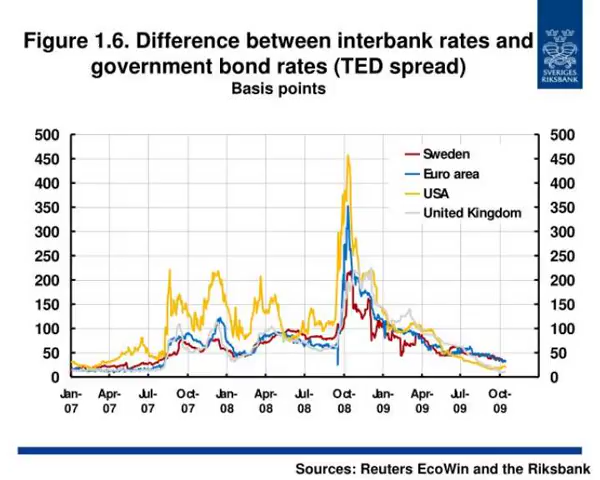 Figure 1.6. Difference between interbank rates and
government bond rates (TED spread)
Basis points
SVERIGES
RIKSBANK
500 500
450 450
400 400
350 350
300 300
250 250
200 200
150 150
100 100
50 50
0 0
Sweden
Euro area
USA
United Kingdom
Jan- Apr- Jul- Oct- Jan- Apr- Jul- Oct- Jan- Apr- Jul- Oct-
07 07 07 07 08 08 08 08 09 09 09 09
Sources: Reuters EcoWin and the Riksbank